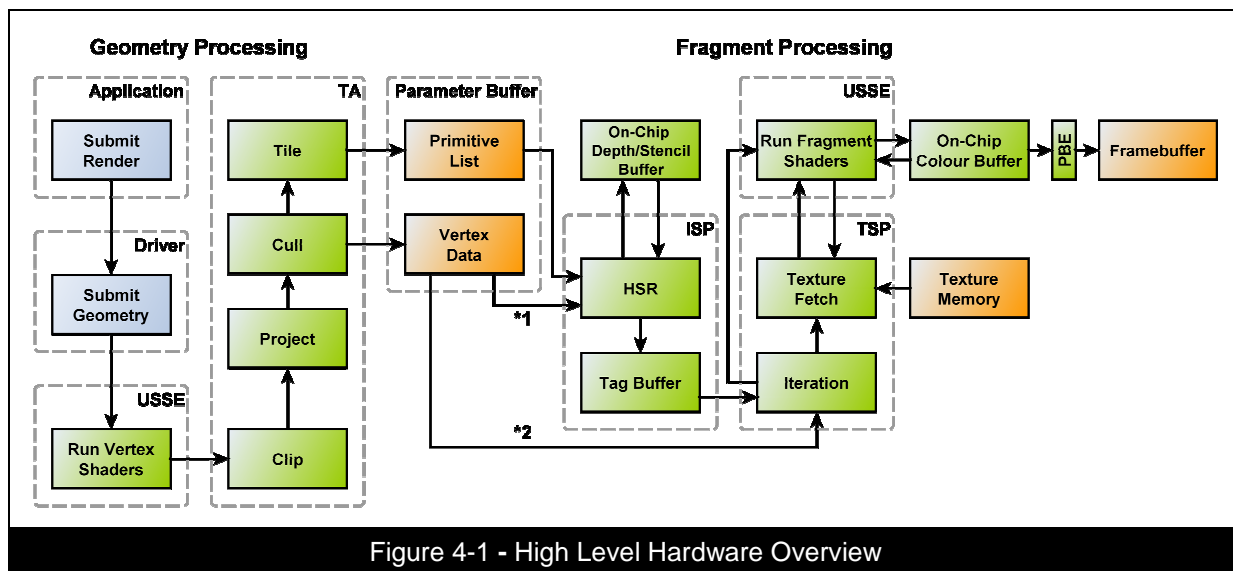 Geometry Processing
Fragment Processing
Application
Submit
Render
Driver
Submit
Geometry
USSE
Run Vertex
Shaders
TA
Tile
Cull
Project
Clip
Parameter Buffer
Primitive
List
Vertex
Data
*1
*2
On-Chip
Depth/Stencil
Buffer
ISP
HSR
Tag Buffer
USSE
Run Fragment
Shaders
TSP
Texture
Fetch
Iteration
On-Chip
Colour Buffer
PBE
Framebuffer
Texture
Memory
Figure 4-1 - High Level Hardware Overview